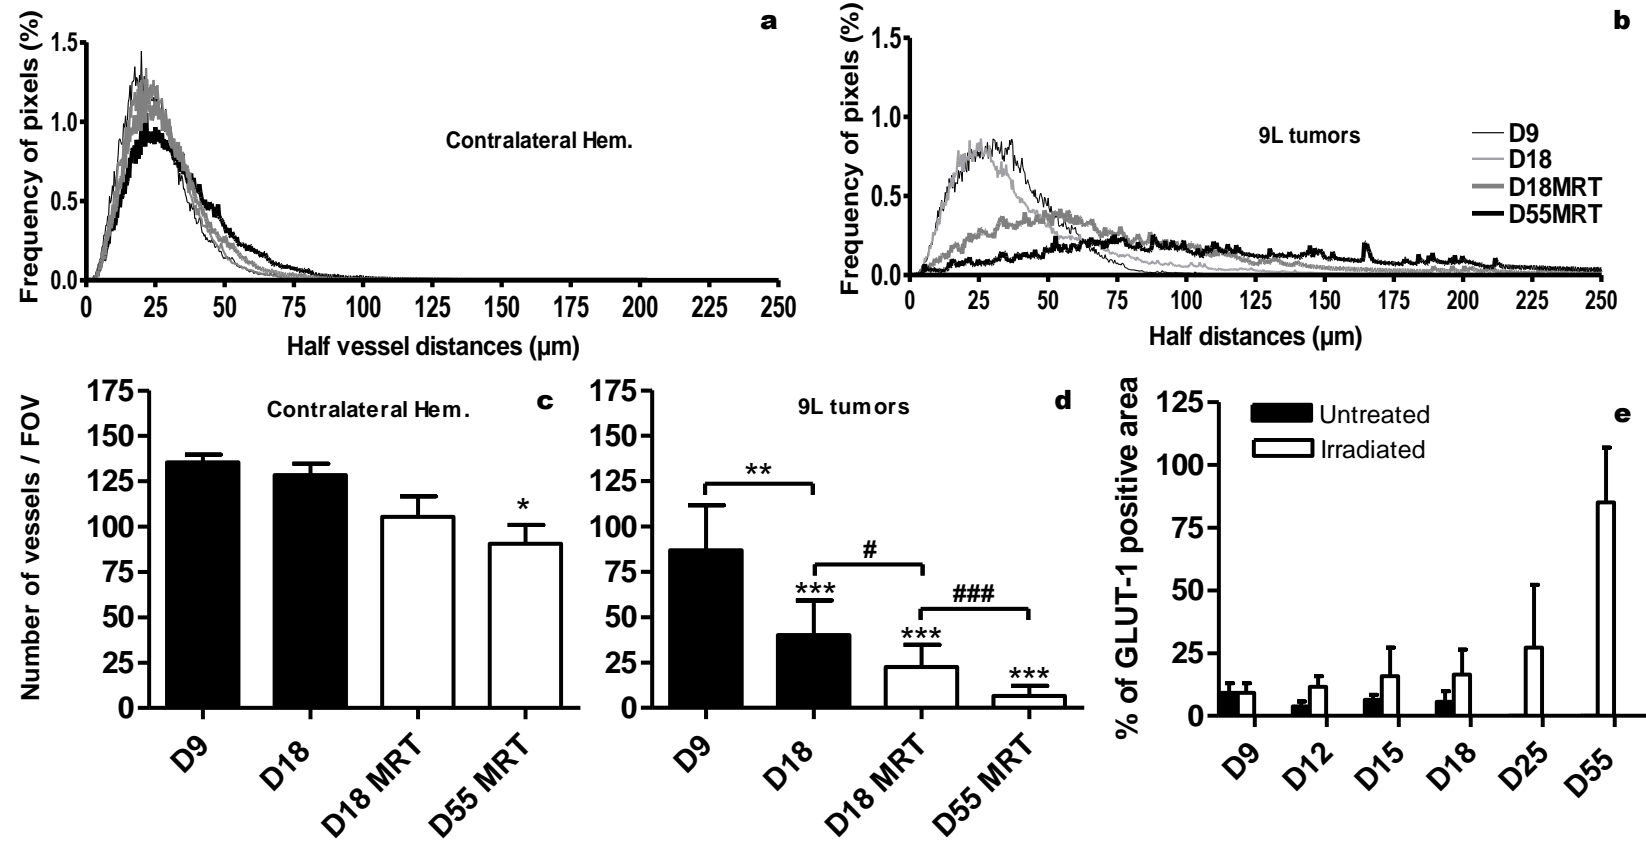 a
Frequency of pixels (%)
1.5
1.0
0.5
0.0
Contralateral Hem.
0 25 50 75 100 125 150 175 200 225 250
Half vessel distances (µm)
b
Frequency of pixels (%)
1.5
1.0
0.5
0.0
9L tumors
D9
D18
D18MRT
D55MRT
0 25 50 75 100 125 150 175 200 225 250
Half distances (µm)
c
Number of vessels / FOV
175
150
125
100
75
50
25
0
Contralateral Hem.
*
D9 D18 D18 MRT D55 MRT
d
175
150
125
100
75
50
25
0
9L tumors
**
#
###
***
***
***
D9 D18 D18 MRT D55 MRT
e
% of GLUT-1 positive area
125
100
75
50
25
0
Untreated
Irradiated
D9 D12 D15 D18 D25 D55